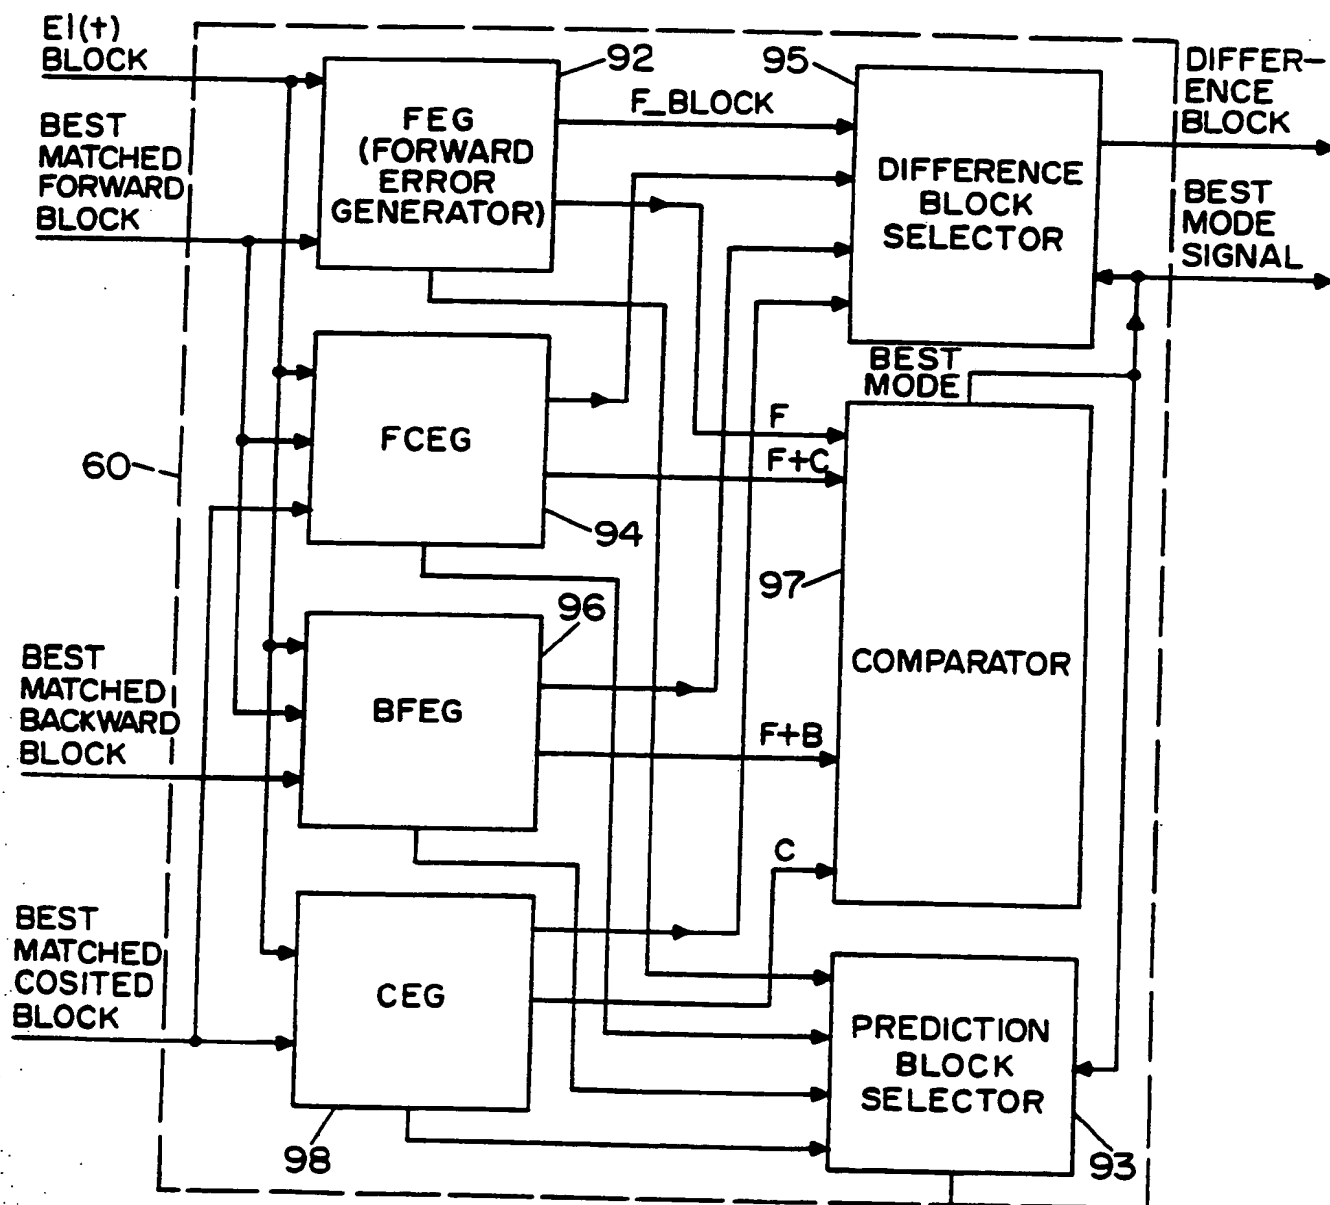 EI(t)
BLOCK
BEST
MATCHED
FORWARD
BLOCK
92
FEG
(FORWARD
ERROR
GENERATOR)
F_BLOCK
95
DIFFERENCE
BLOCK
SELECTOR
DIFFER-
ENCE
BLOCK
BEST
MODE
SIGNAL
BEST
MODE
60
FCEG
94
F
F+C
97
COMPARATOR
96
BEST
MATCHED
BACKWARD
BLOCK
BFEG
F+B
C
BEST
MATCHED
COSITED
BLOCK
CEG
98
PREDICTION
BLOCK
SELECTOR
93